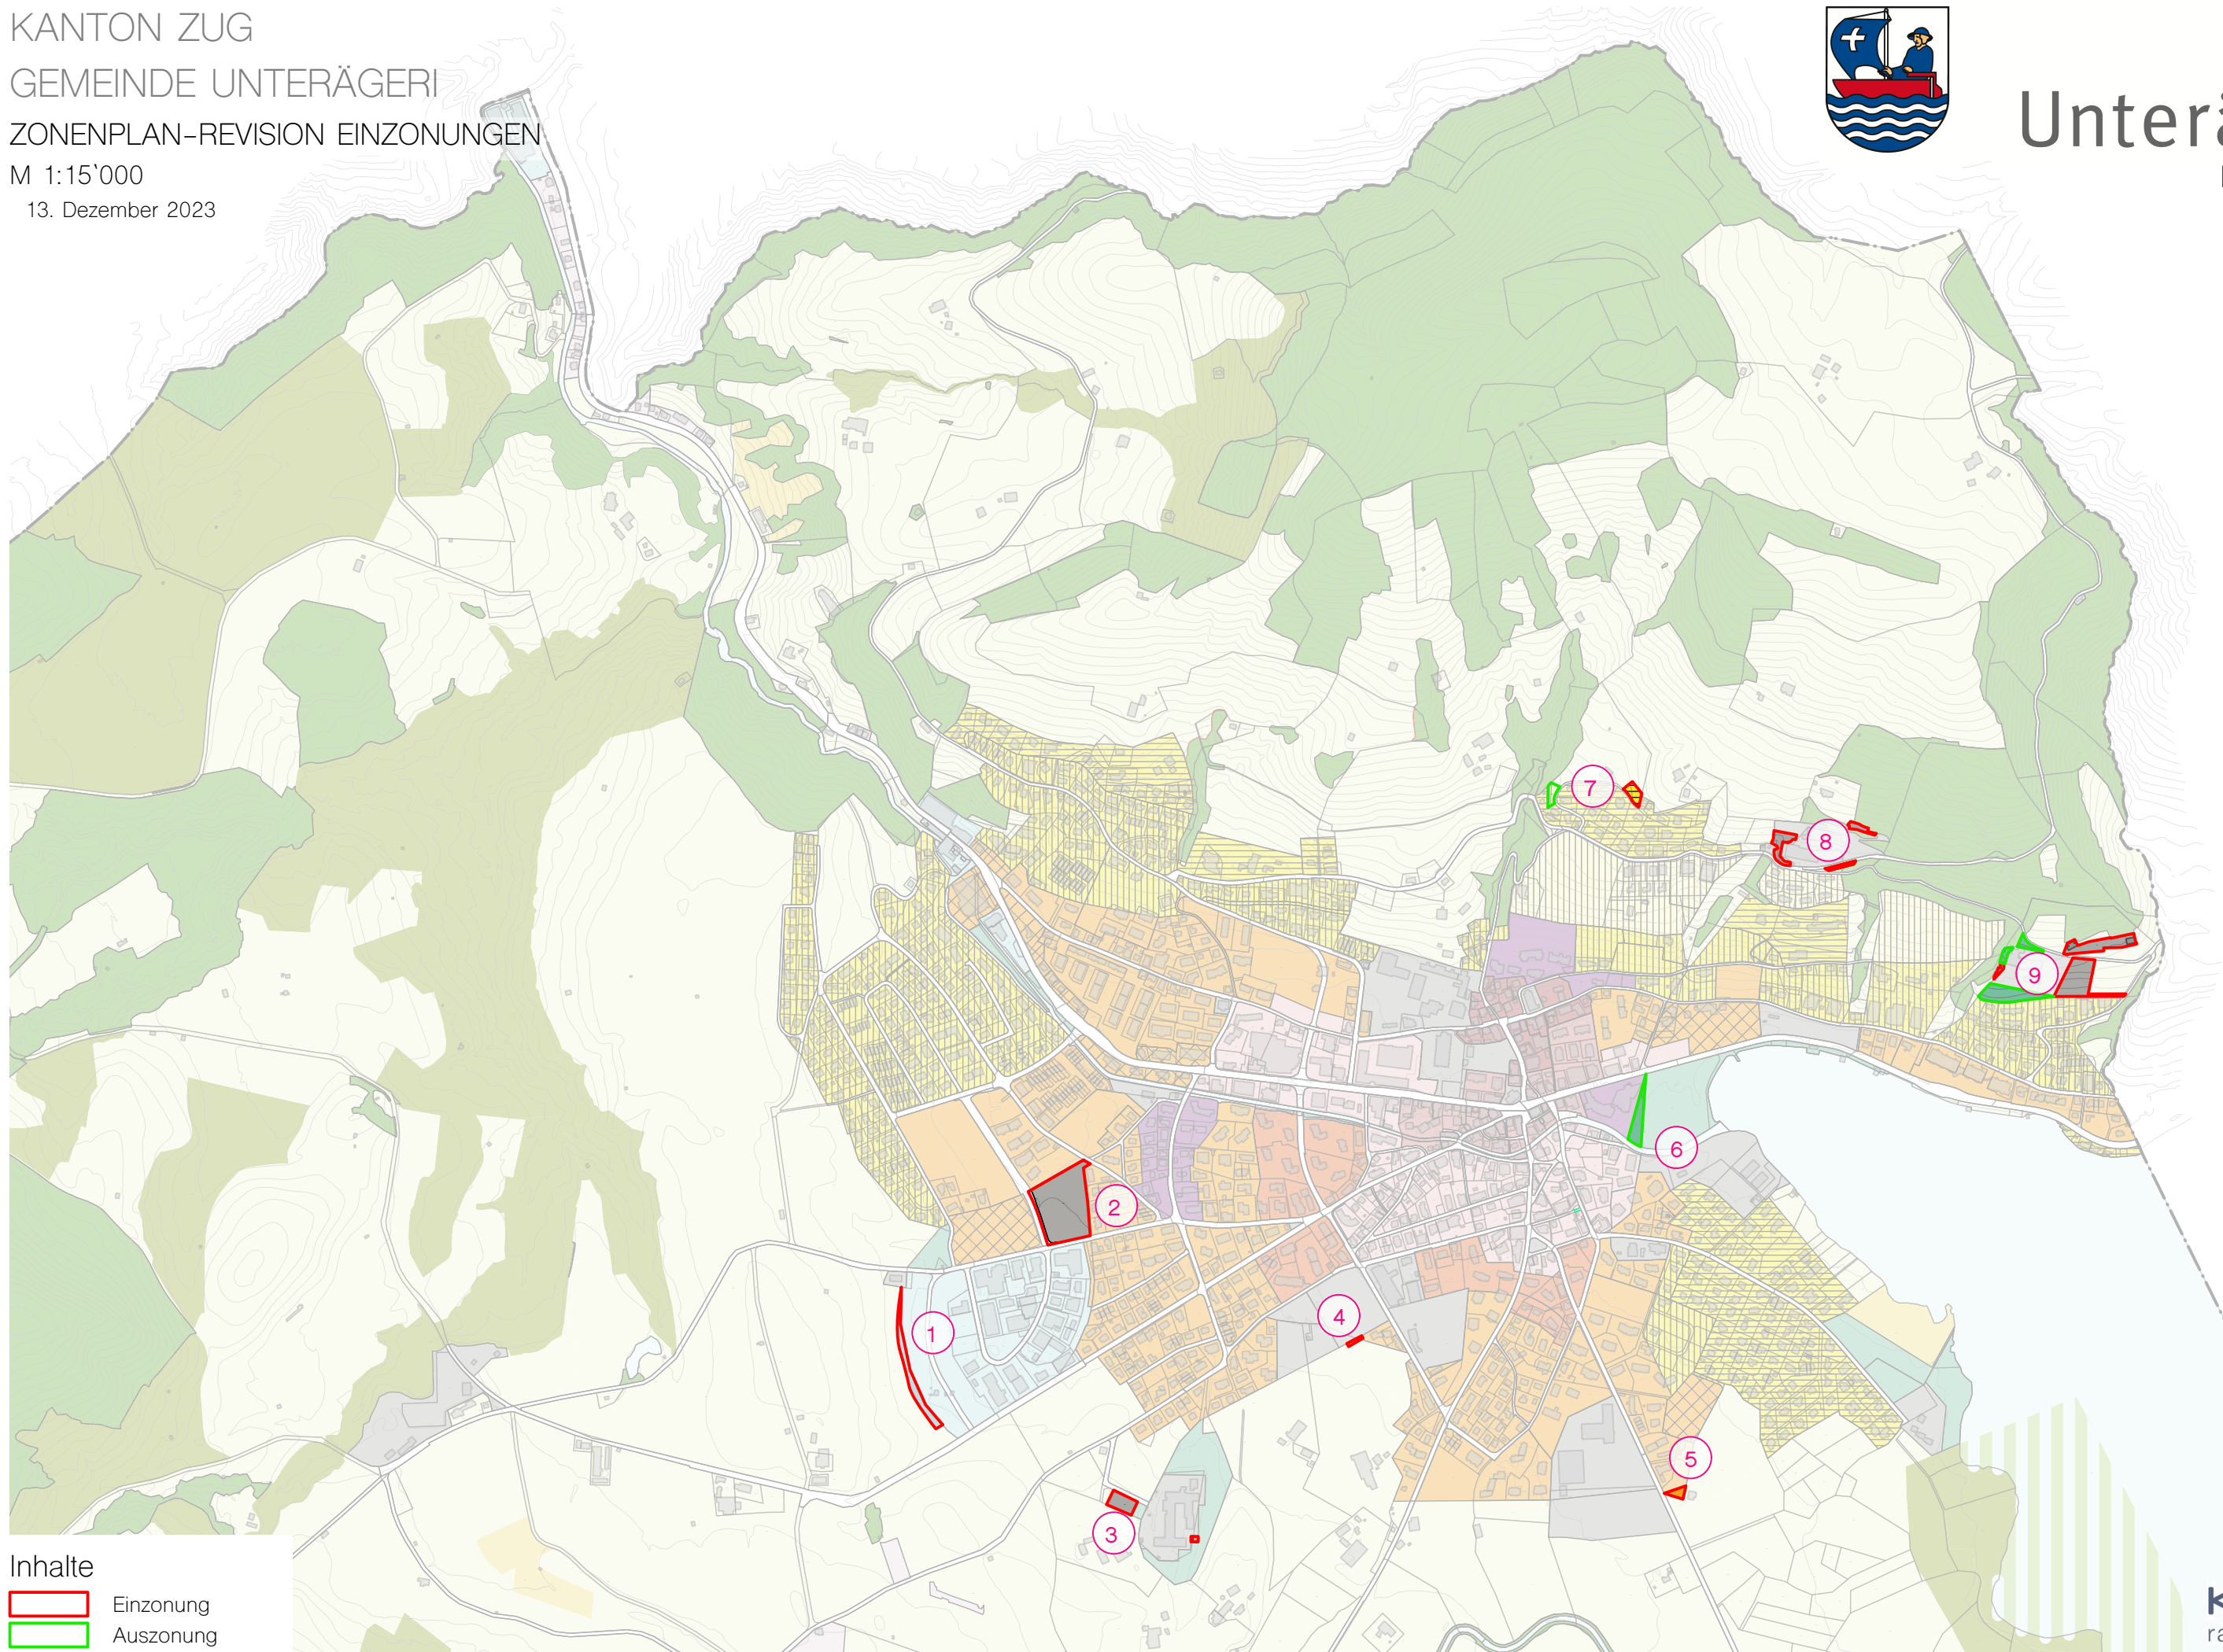 KANTON ZUG
GEMEINDE UNTERÄGERI
ZONENPLAN-REVISION EINZONUNGEN
M 1:15`000
13. Dezember 2023
7
8
9
6
2
4
1
5
3
Inhalte
Einzonung
Auszonung